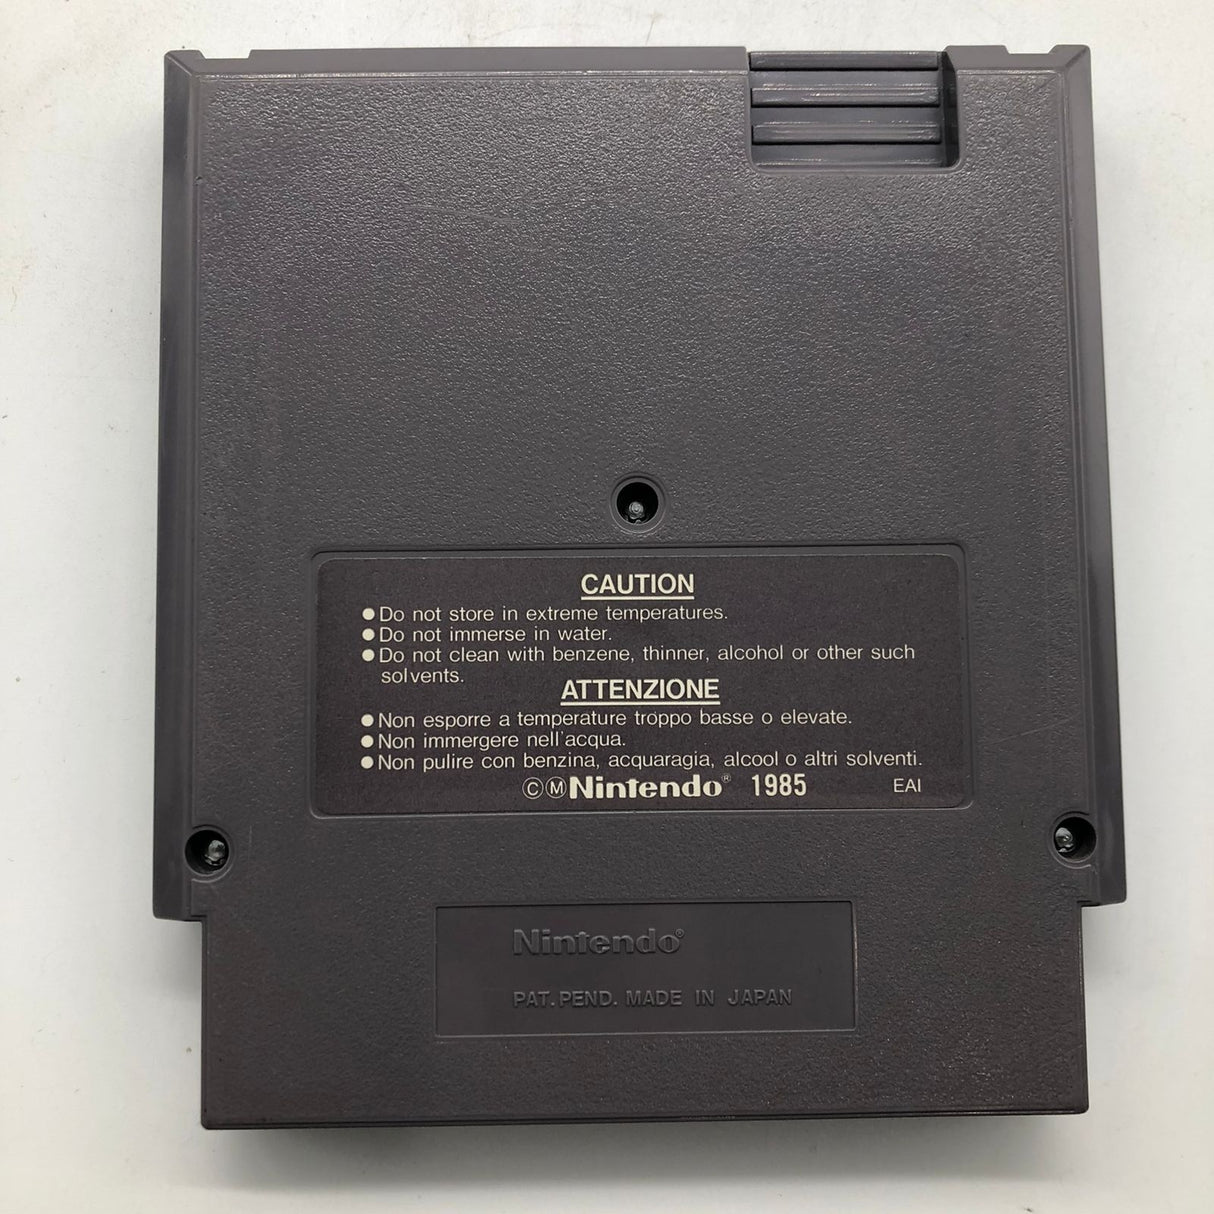 CAUTION
●Do not store in extreme temperatures.
●Do not immerse in water.
●Do not clean with benzene, thinner, alcohol or other such
solvents.
ATTENZIONE
●Non esporre a temperature troppo basse o elevate.
●Non immergere nell'acqua.
●Non pulire con benzina, acquaragia, alcool o altri solventi.
ⒸⓂNintendo® 1985 EAI
Nintendo®
PAT. PEND. MADE IN JAPAN